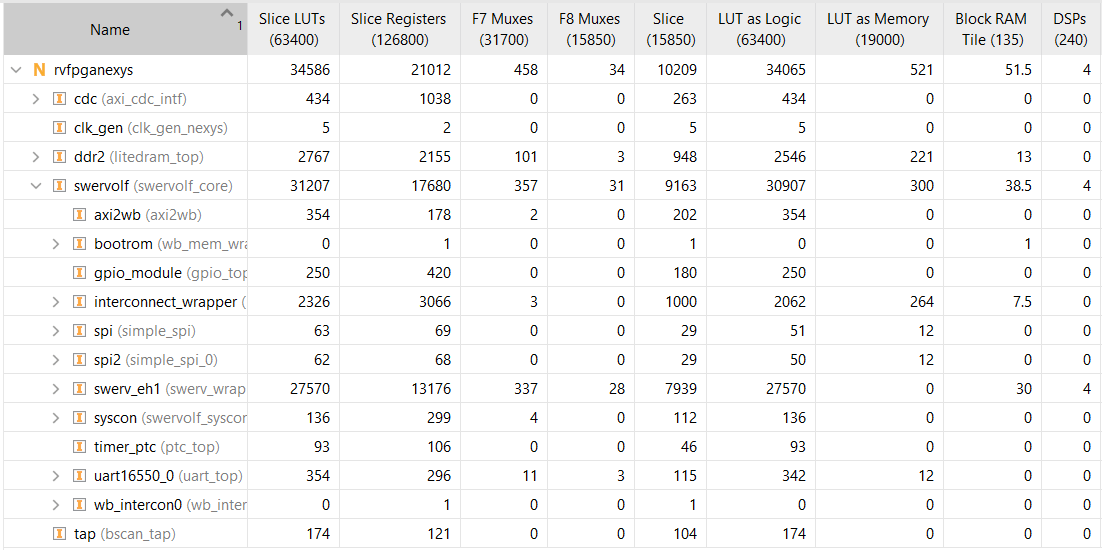 Name 1 Slice LUTs (63400) Slice Registers (126800) F7 Muxes (31700) F8 Muxes (15850) Slice (15850) LUT as Logic (63400) LUT as Memory (19000) Block RAM Tile (135) DSPs (240)
N rvfpganexys 34586 21012 458 34 10209 34065 521 51.5 4
I cdc (axi_cdc_intf) 434 1038 0 0 263 434 0 0 0
I clk_gen (clk_gen_nexys) 5 2 0 0 5 5 0 0 0
I ddr2 (litedram_top) 2767 2155 101 3 948 2546 221 13 0
I swervolf (swervolf_core) 31207 17680 357 31 9163 30907 300 38.5 4
I axi2wb (axi2wb) 354 178 2 0 202 354 0 0 0
I bootrom (wb_mem_wra 0 1 0 0 1 0 0 1 0
I gpio_module (gpio_top 250 420 0 0 180 250 0 0 0
I interconnect_wrapper ( 2326 3066 3 0 1000 2062 264 7.5 0
I spi (simple_spi) 63 69 0 0 29 51 12 0 0
I spi2 (simple_spi_0) 62 68 0 0 29 50 12 0 0
I swerv_eh1 (swerv_wrap 27570 13176 337 28 7939 27570 0 30 4
I syscon (swervolf_syscon 136 299 4 0 112 136 0 0 0
I timer_ptc (ptc_top) 93 106 0 0 46 93 0 0 0
I uart16550_0 (uart_top) 354 296 11 3 115 342 12 0 0
I wb_intercon0 (wb_inter 0 1 0 0 1 0 0 0 0
I tap (bscan_tap) 174 121 0 0 104 174 0 0 0